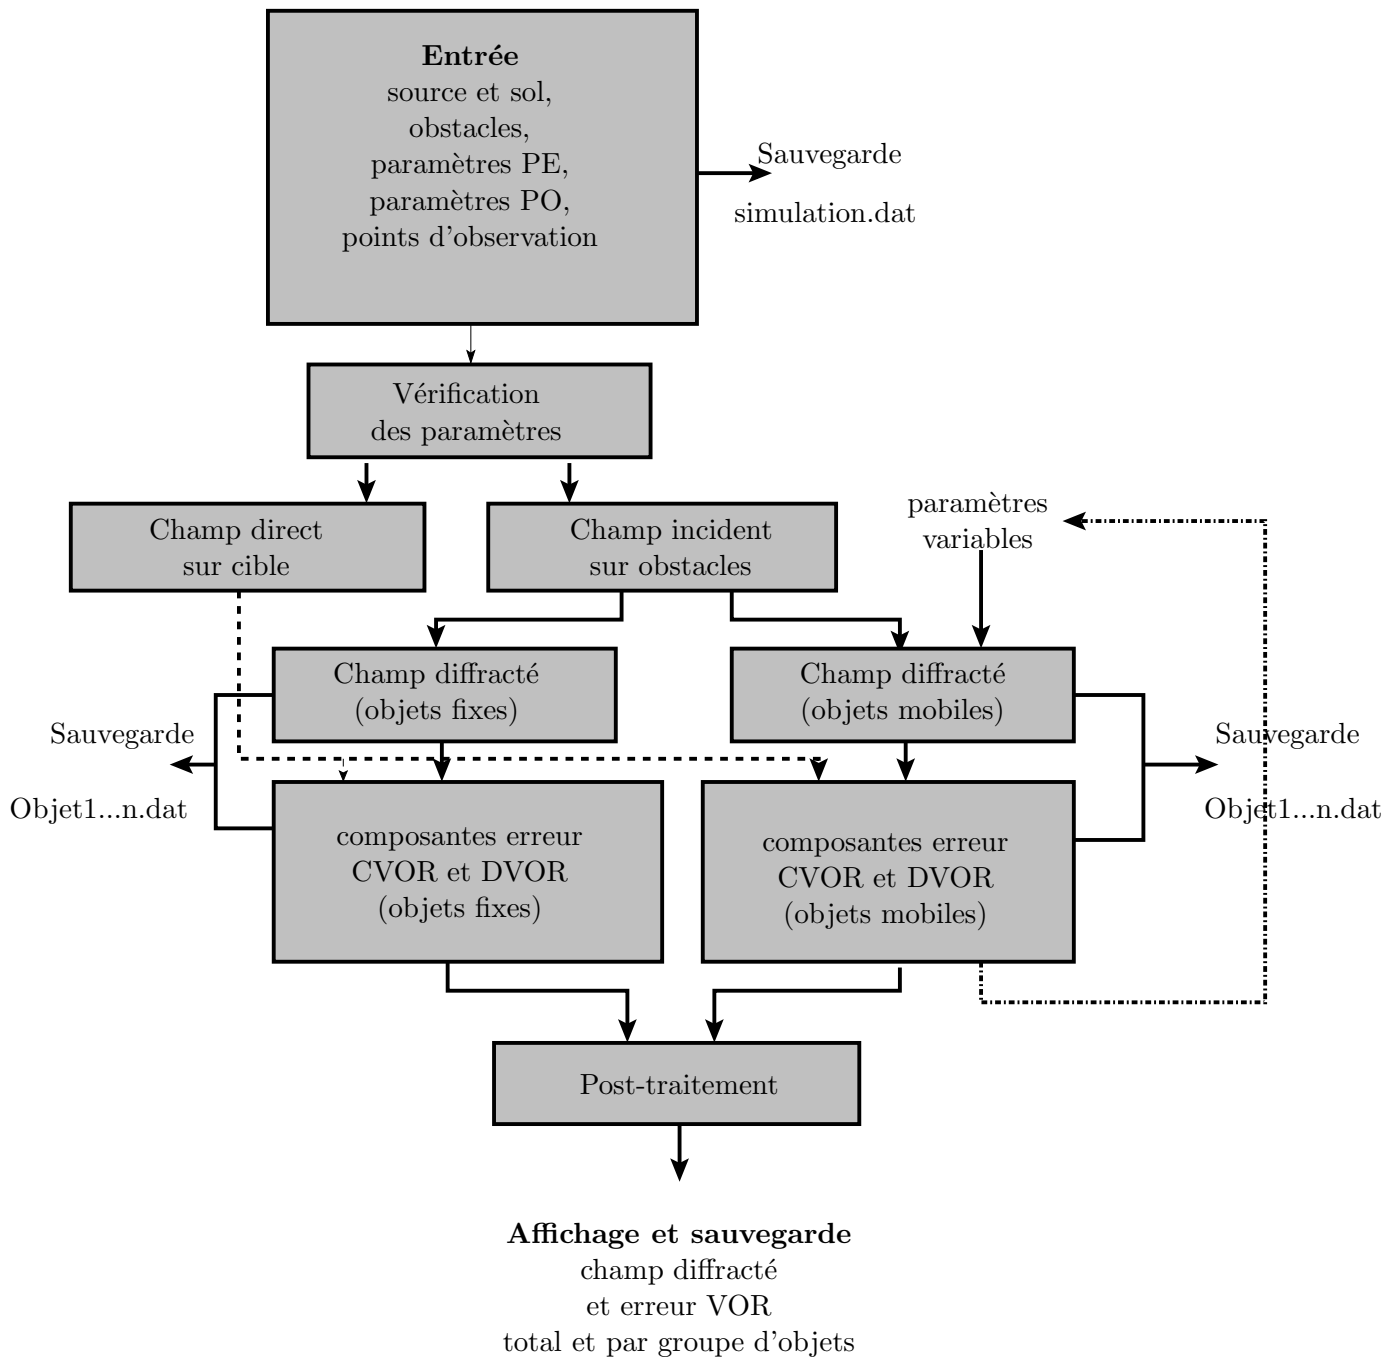 Entrée
source et sol,
obstacles,
paramètres PE,
paramètres PO,
points d'observation
Sauvegarde
simulation.dat
Vérification
des paramètres
Champ direct
sur cible
Champ incident
sur obstacles
paramètres
variables
Champ diffracté
(objets fixes)
Champ diffracté
(objets mobiles)
Sauvegarde
Objet1...n.dat
Sauvegarde
Objet1...n.dat
composantes erreur
CVOR et DVOR
(objets fixes)
composantes erreur
CVOR et DVOR
(objets mobiles)
Post-traitement
Affichage et sauvegarde
champ diffracté
et erreur VOR
total et par groupe d'objets